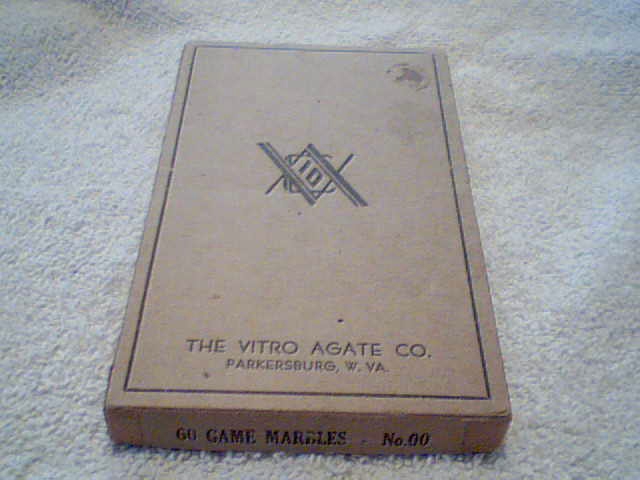 THE VITRO AGATE CO.
PARKERSBURG, W. VA.
60 GAME MARBLES - No.00